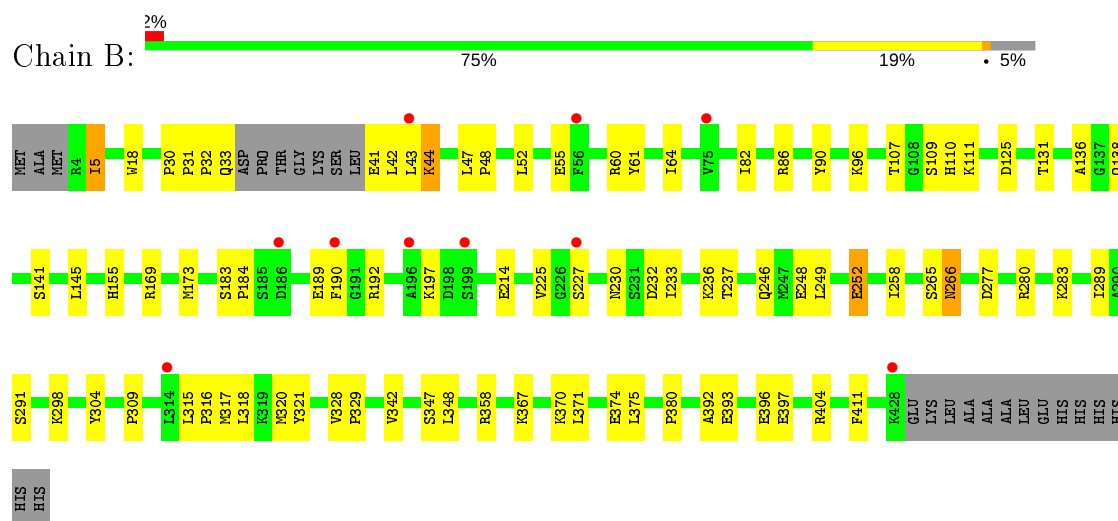 2%
Chain B:
75% 19% • 5%
MET ALA MET R4 I5 W18 P30 P31 P32 Q33 ASP PRO THR GLY LYS SER LEU E41 L42 L43 K44 L47 P48 L52 E55 F56 R60 Y61 I64 V75 I82 R86 Y90 K96 T107 G108 S109 H110 K111 D125 T131 A136 G137
S141 L145 H155 R169 M173 S183 P184 S185 D186 E189 F190 G191 R192 A196 K197 D198 S199 E214 V225 G226 S227 N230 S231 D232 I233 K236 T237 Q246 M247 E248 L249 E252 I258 S265 N266 D277 R280 K283 I289
S291 K298 Y304 P309 L314 L315 P316 M317 L318 K319 M320 Y321 V328 P329 V342 S347 L348 R358 K367 K370 L371 E374 L375 P380 A392 E393 E396 E397 R404 F411 K428 GLU LYS LEU ALA ALA ALA LEU GLU HIS HIS HIS HIS
HIS HIS